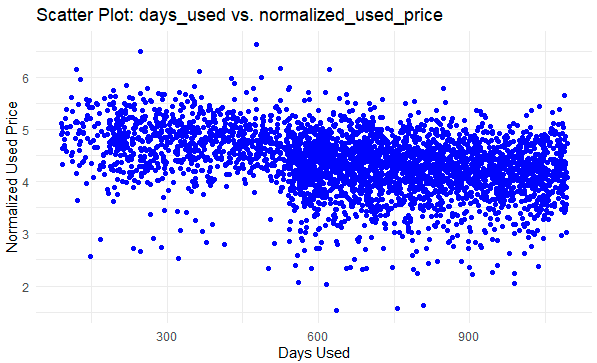 Scatter Plot: days_used vs. normalized_used_price
Normalized Used Price
6
5
4
3
2
300 600 900
Days Used